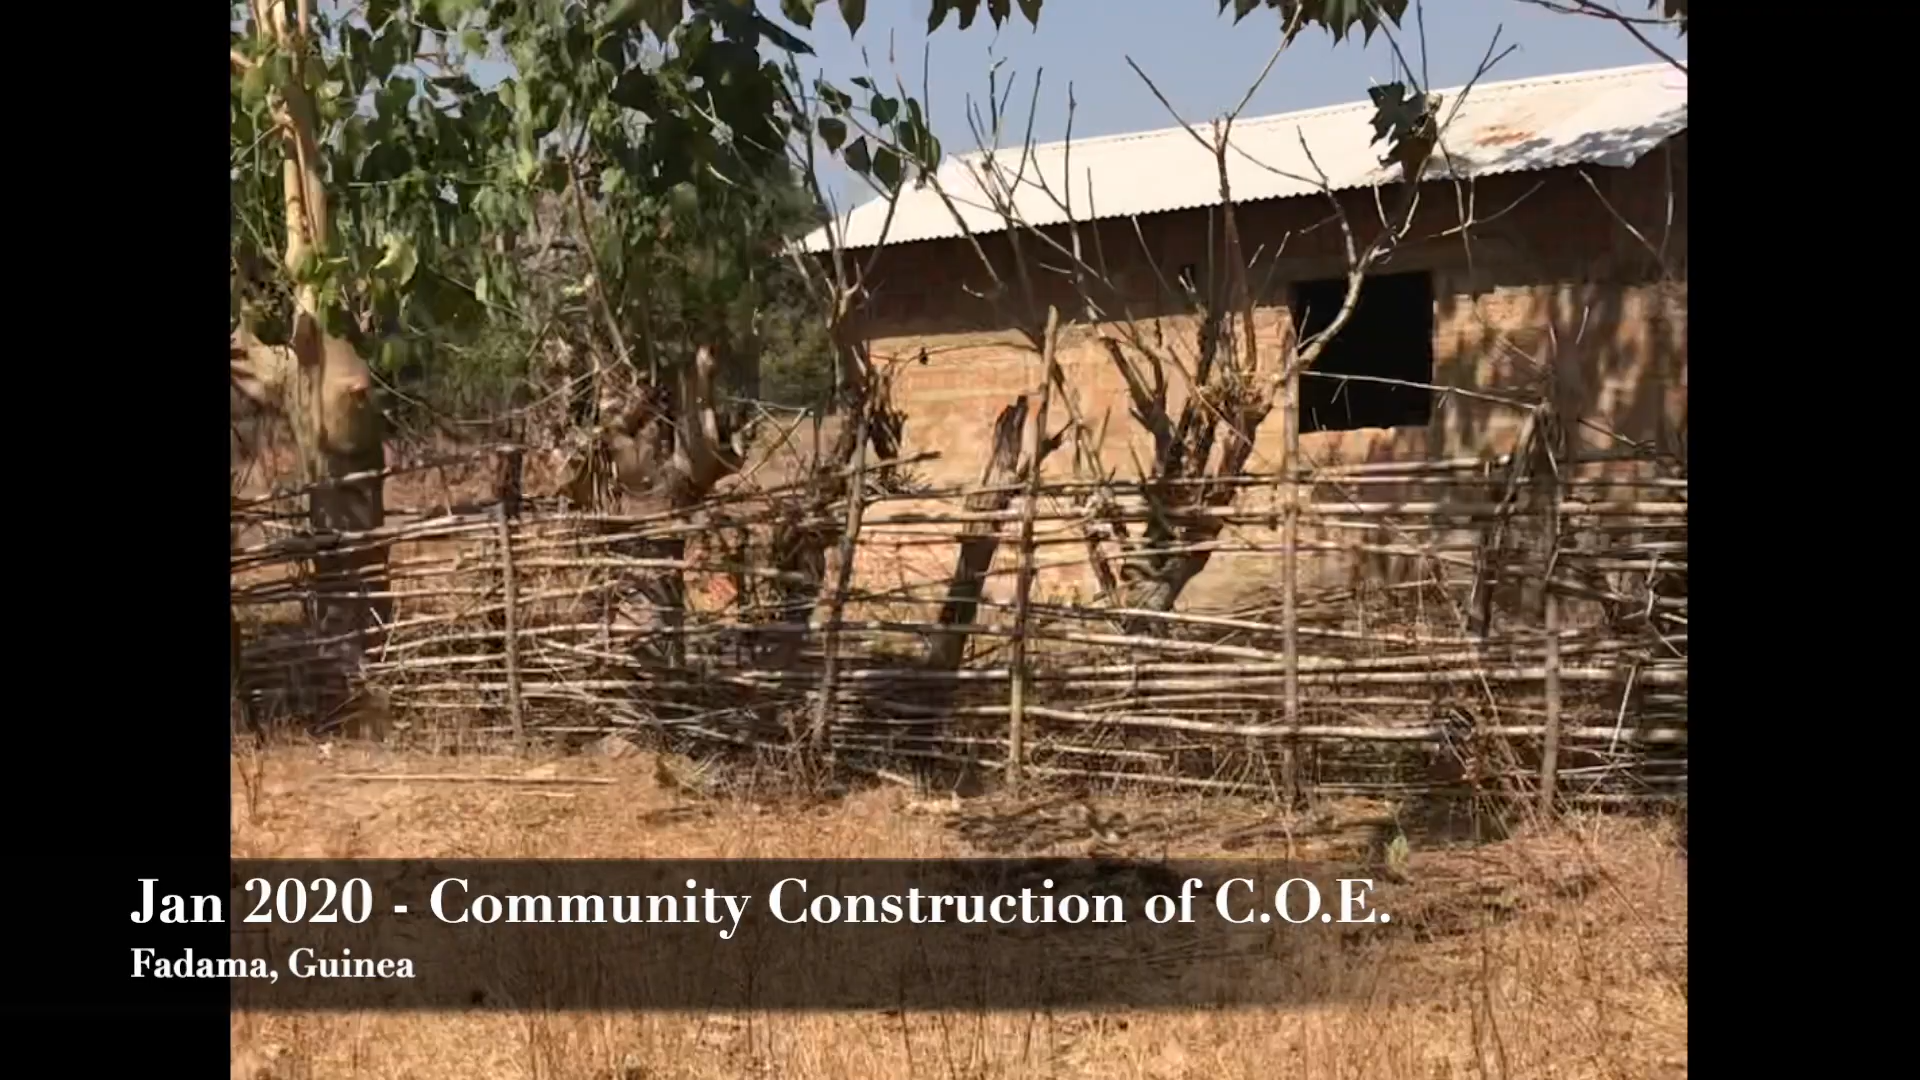 Jan 2020 - Community Construction of C.O.E.
Fadama, Guinea